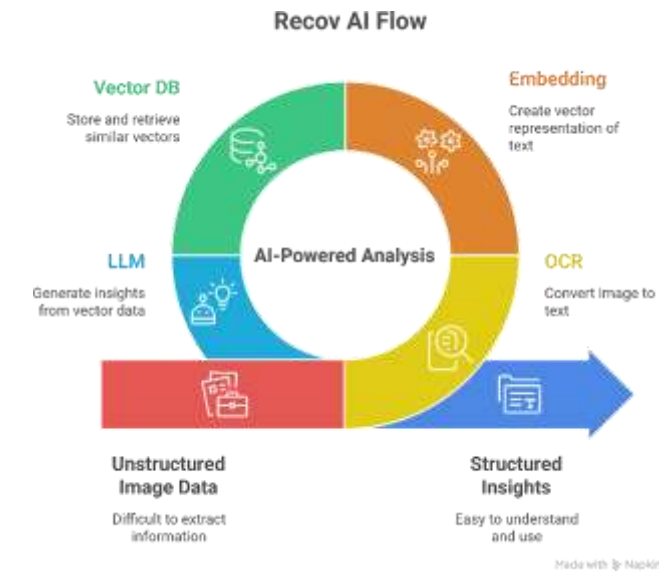 Recov AI Flow
Vector DB
Store and retrieve
similar vectors
Embedding
Create vector
representation of
text
AI-Powered Analysis
LLM
Generate insights
from vector data
OCR
Convert Image to
text
Unstructured
Image Data
Difficult to extract
information
Structured
Insights
Easy to understand
and use
Made with Napkin